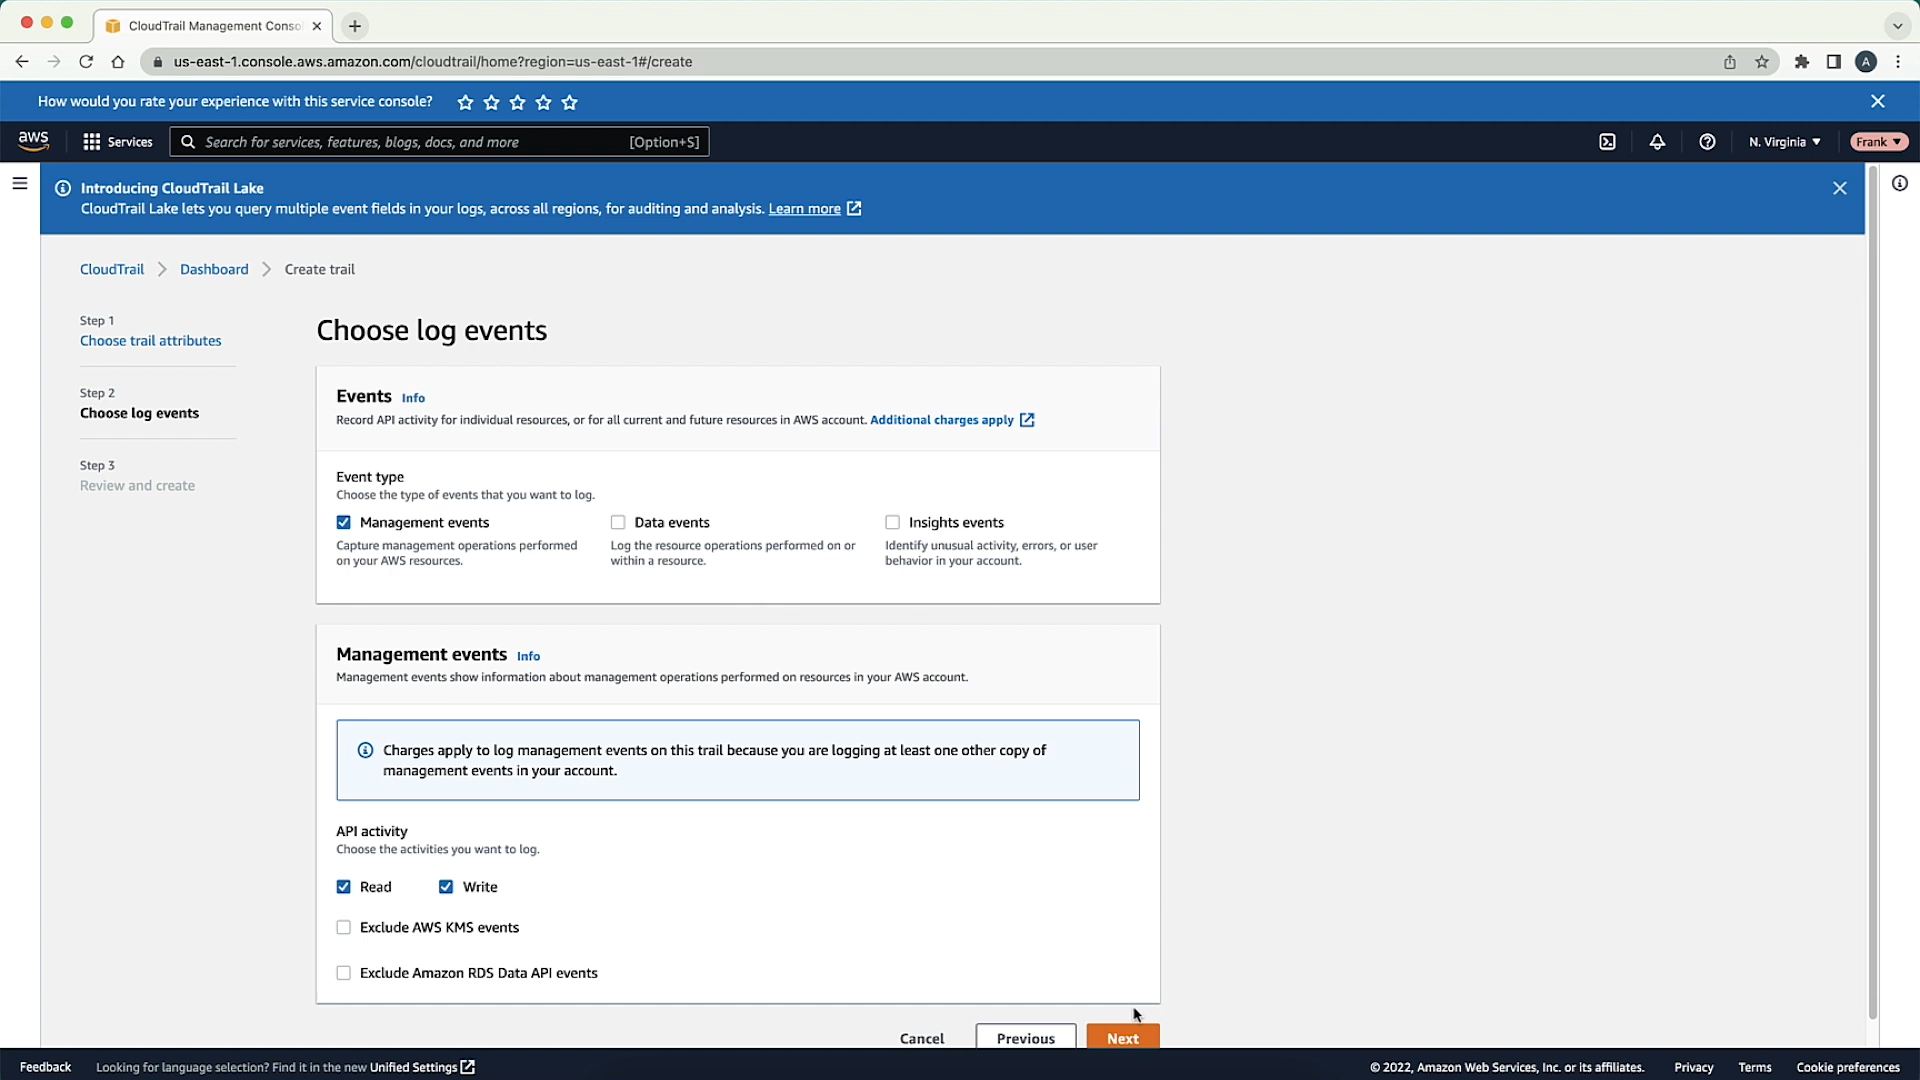 CloudTrail Management Conso
us-east-1.console.aws.amazon.com/cloudtrail/home?region=us-east-1#/create
A
How would you rate your experience with this service console?
aws
Services
Search for services, features, blogs, docs, and more [Option+S]
N. Virginia
Frank
Introducing CloudTrail Lake
CloudTrail Lake lets you query multiple event fields in your logs, across all regions, for auditing and analysis. Learn more
CloudTrail > Dashboard > Create trail
Step 1
Choose trail attributes
Step 2
Choose log events
Step 3
Review and create
Choose log events
Events Info
Record API activity for individual resources, or for all current and future resources in AWS account. Additional charges apply
Event type
Choose the type of events that you want to log.
Management events
Capture management operations performed
on your AWS resources.
Data events
Log the resource operations performed on or
within a resource.
Insights events
Identify unusual activity, errors, or user
behavior in your account.
Management events Info
Management events show information about management operations performed on resources in your AWS account.
Charges apply to log management events on this trail because you are logging at least one other copy of
management events in your account.
API activity
Choose the activities you want to log.
Read Write
Exclude AWS KMS events
Exclude Amazon RDS Data API events
Cancel Previous Next
Feedback Looking for language selection? Find it in the new Unified Settings © 2022, Amazon Web Services, Inc. or its affiliates. Privacy Terms Cookie preferences